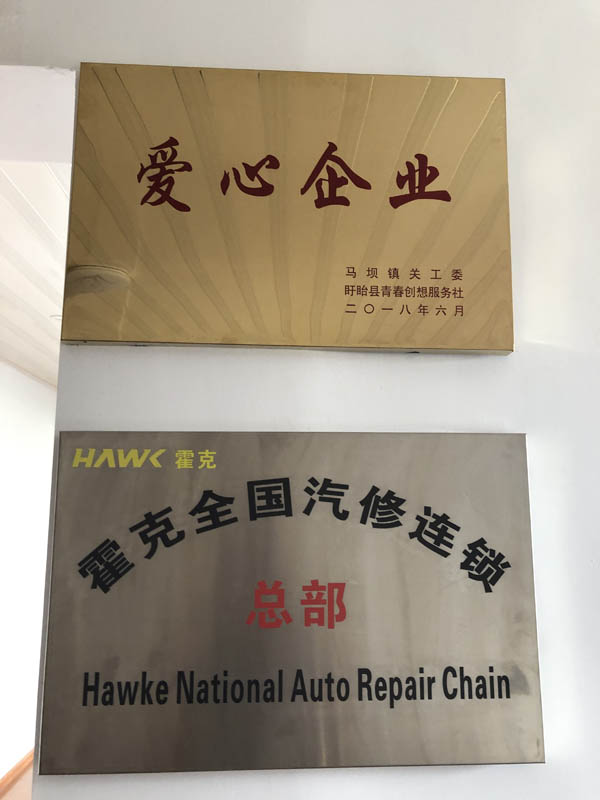 爱心企业
马坝镇关工委
盱眙县青春创想服务社
二〇一八年六月
HAWK 霍克
霍克全国汽修连锁
总部
Hawke National Auto Repair Chain